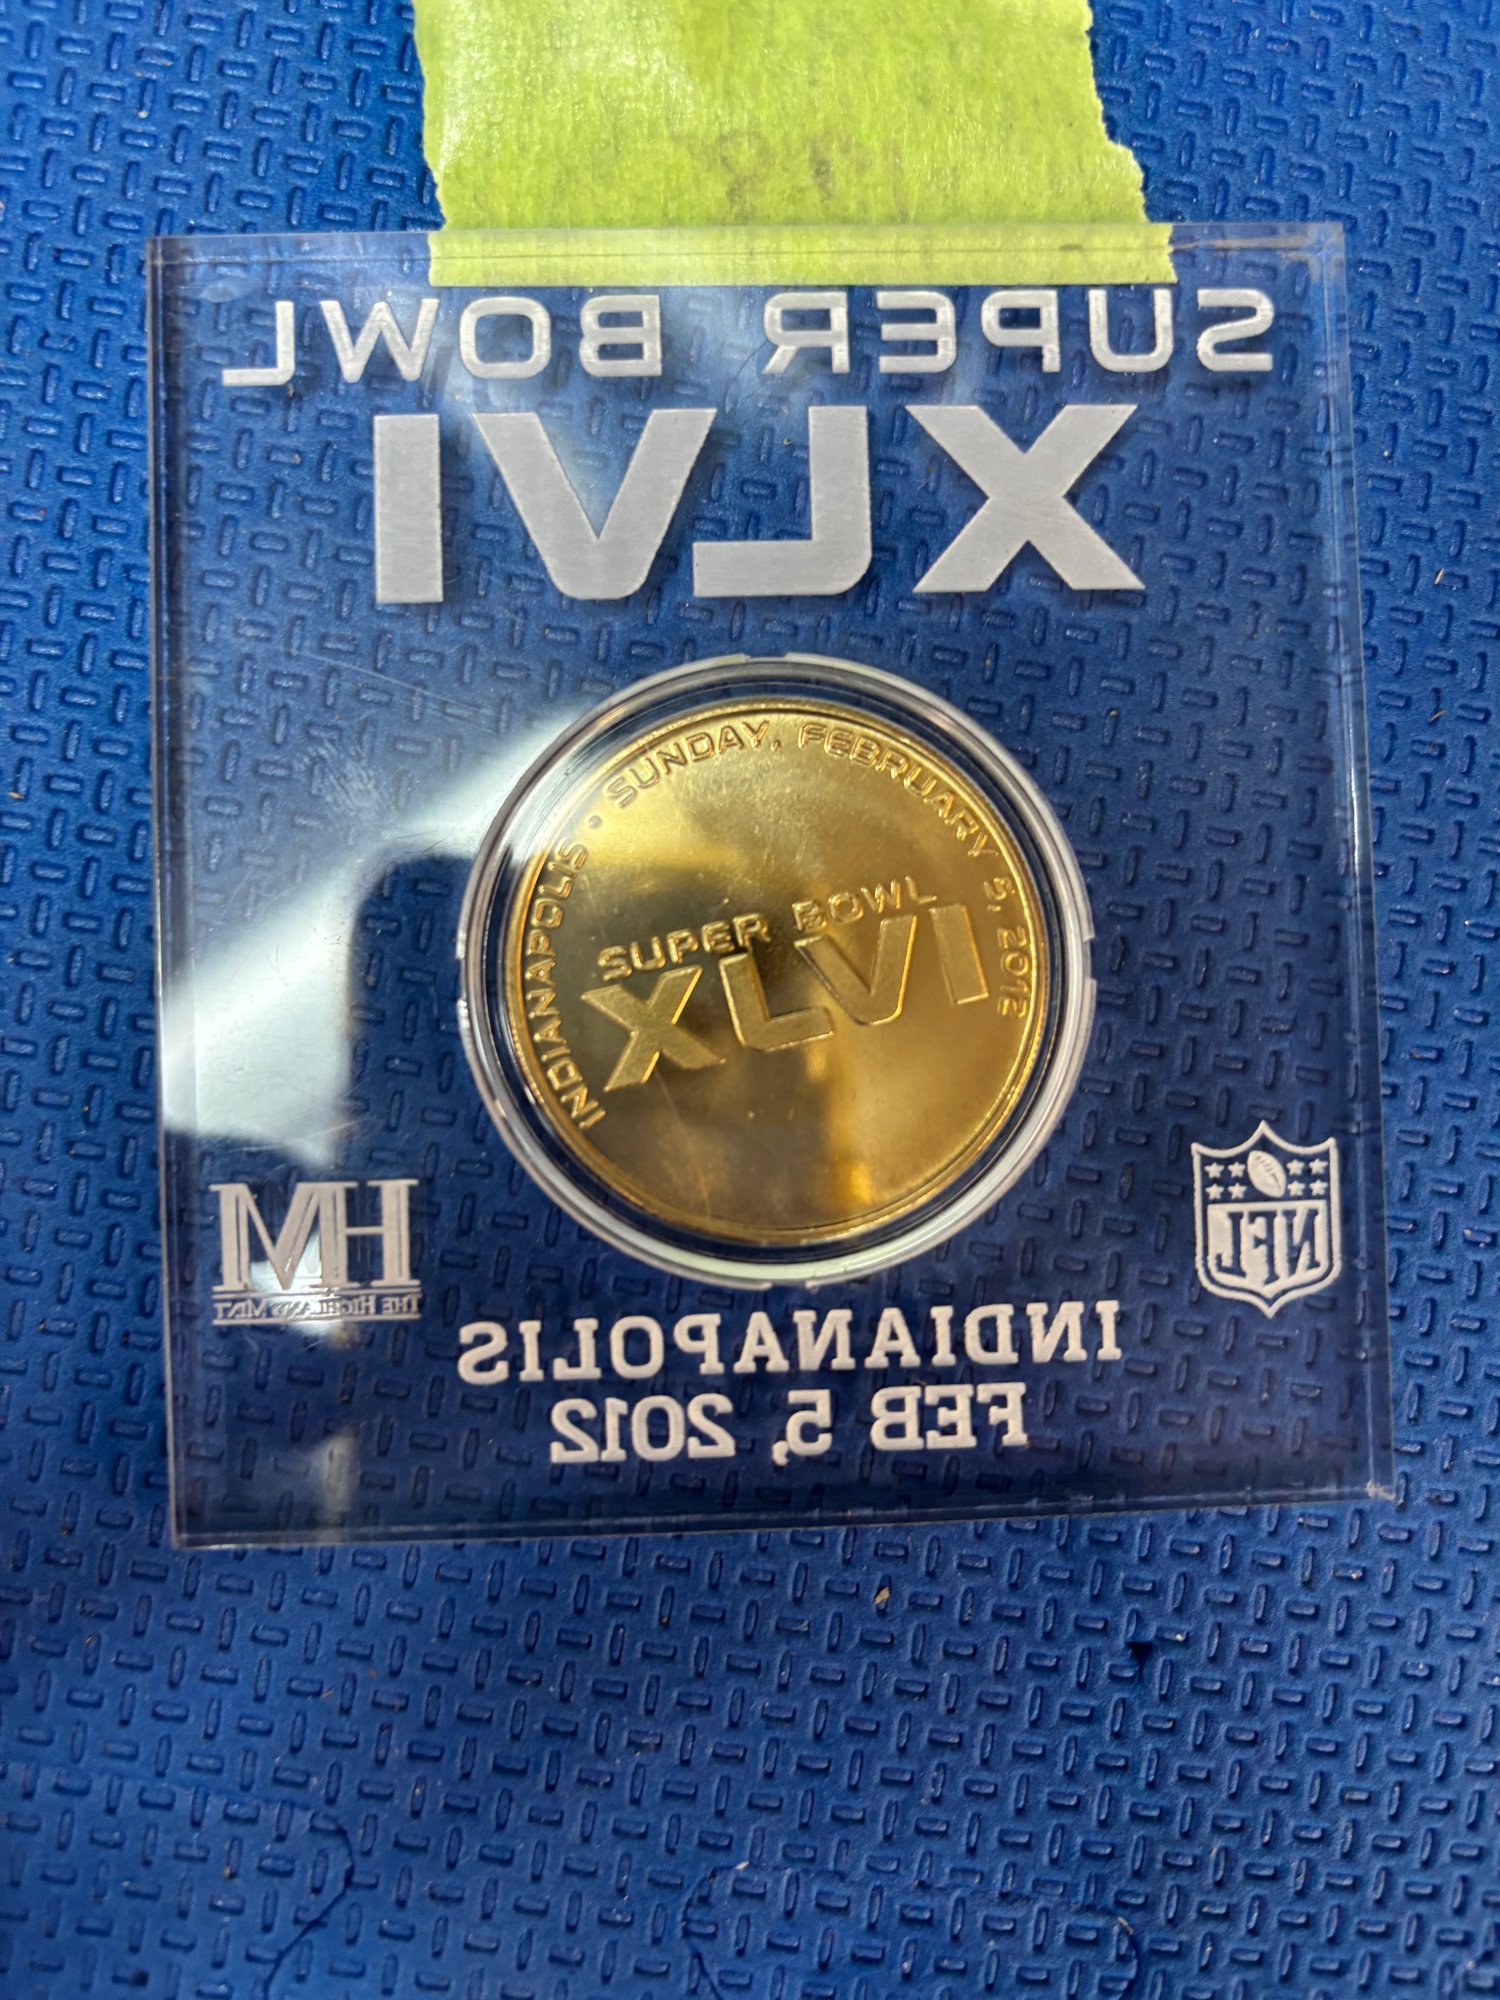 SUPER BOWL
XLVI
INDIANAPOLIS • SUNDAY, FEBRUARY 5, 2012
SUPER BOWL
XLVI
NFL
HM
THE HIGHLAND MINT
INDIANAPOLIS
FEB 5, 2012